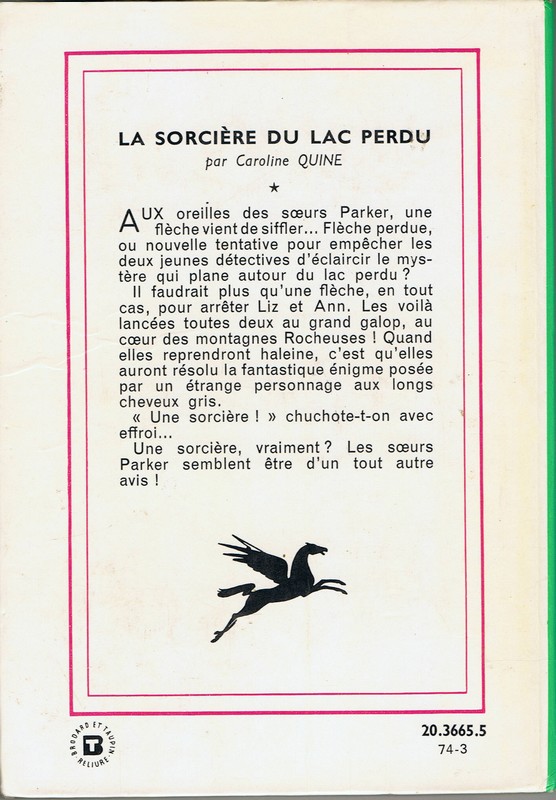 LA SORCIÈRE DU LAC PERDU
par Caroline QUINE
★
AUX oreilles des sœurs Parker, une
flèche vient de siffler... Flèche perdue,
ou nouvelle tentative pour empêcher les
deux jeunes détectives d'éclaircir le mys-
tère qui plane autour du lac perdu ?
Il faudrait plus qu'une flèche, en tout
cas, pour arrêter Liz et Ann. Les voilà
lancées toutes deux au grand galop, au
cœur des montagnes Rocheuses ! Quand
elles reprendront haleine, c'est qu'elles
auront résolu la fantastique énigme posée
par un étrange personnage aux longs
cheveux gris.
« Une sorcière ! » chuchote-t-on avec
effroi...
Une sorcière, vraiment ? Les sœurs
Parker semblent être d'un tout autre
avis !
BRODARD ET TAUPIN
BT
RELIURE
20.3665.5
74-3